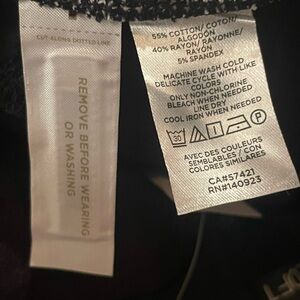 CUT ALONG DOTTED LINE
REMOVE BEFORE WEARING
OR WASHING
55% COTTON/ COTON/
ALGODÓN
40% RAYON/ RAYONNE/
RAYÓN
5% SPANDEX
MACHINE WASH COLD
DELICATE CYCLE WITH LIKE
COLORS
ONLY NON-CHLORINE
BLEACH WHEN NEEDED
LINE DRY
COOL IRON WHEN NEEDED
30
AVEC DES COULEURS
SEMBLABLES / CON
COLORES SIMILARES
CA#57421
RN#140923